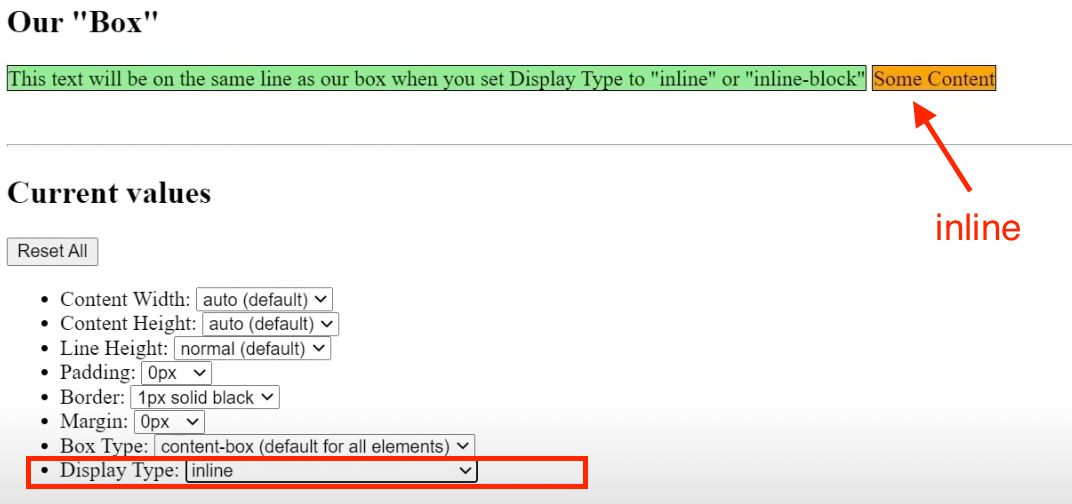 Our "Box"
This text will be on the same line as our box when you set Display Type to "inline" or "inline-block" Some Content
inline
Current values
Reset All
• Content Width: auto (default)
• Content Height: auto (default)
• Line Height: normal (default)
• Padding: 0px
• Border: 1px solid black
• Margin: 0px
• Box Type: content-box (default for all elements)
• Display Type: inline